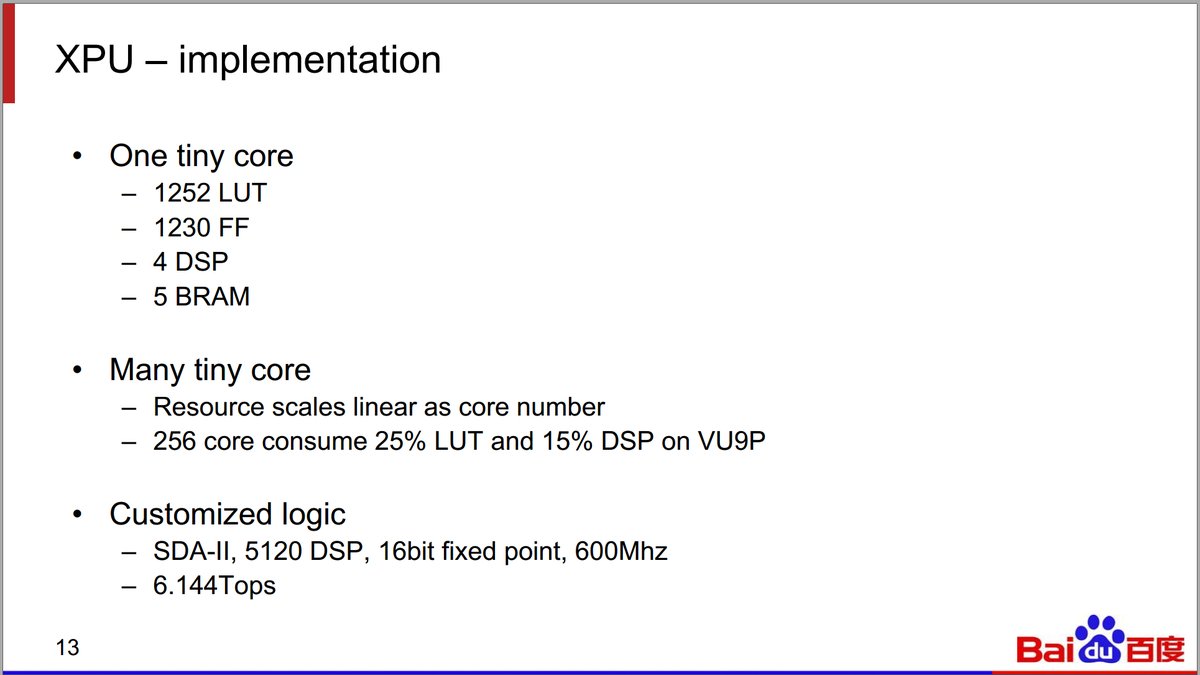 XPU – implementation
• One tiny core
– 1252 LUT
– 1230 FF
– 4 DSP
– 5 BRAM
• Many tiny core
– Resource scales linear as core number
– 256 core consume 25% LUT and 15% DSP on VU9P
• Customized logic
– SDA-II, 5120 DSP, 16bit fixed point, 600Mhz
– 6.144Tops
13
Bai du 百度